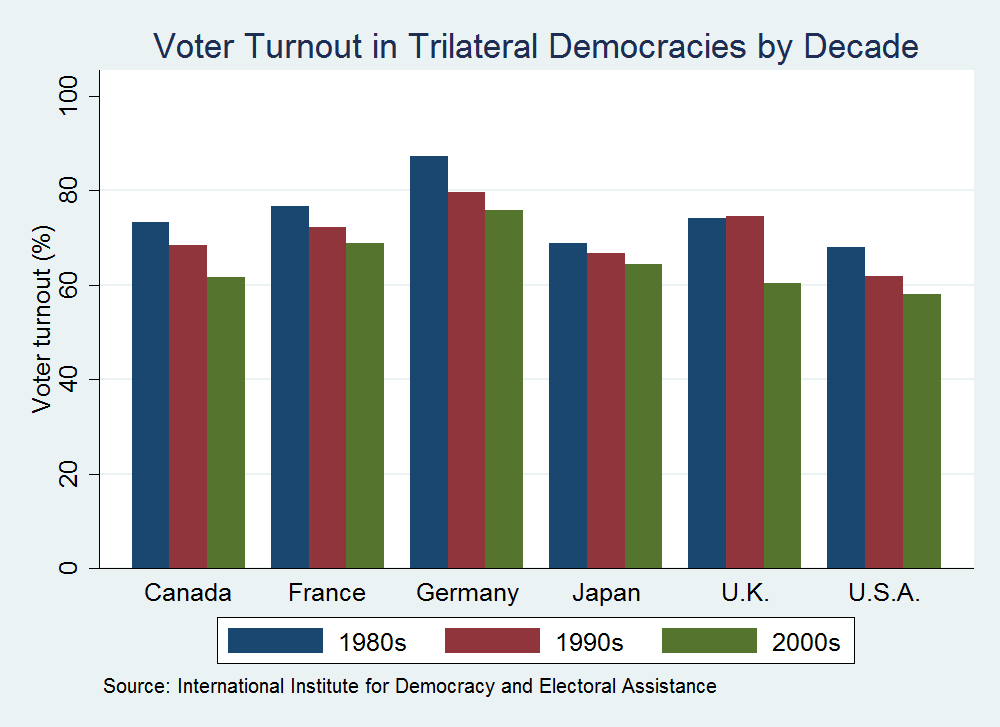 Voter Turnout in Trilateral Democracies by Decade
Voter turnout (%)
100
80
60
40
20
0
Canada France Germany Japan U.K. U.S.A.
1980s 1990s 2000s
Source: International Institute for Democracy and Electoral Assistance